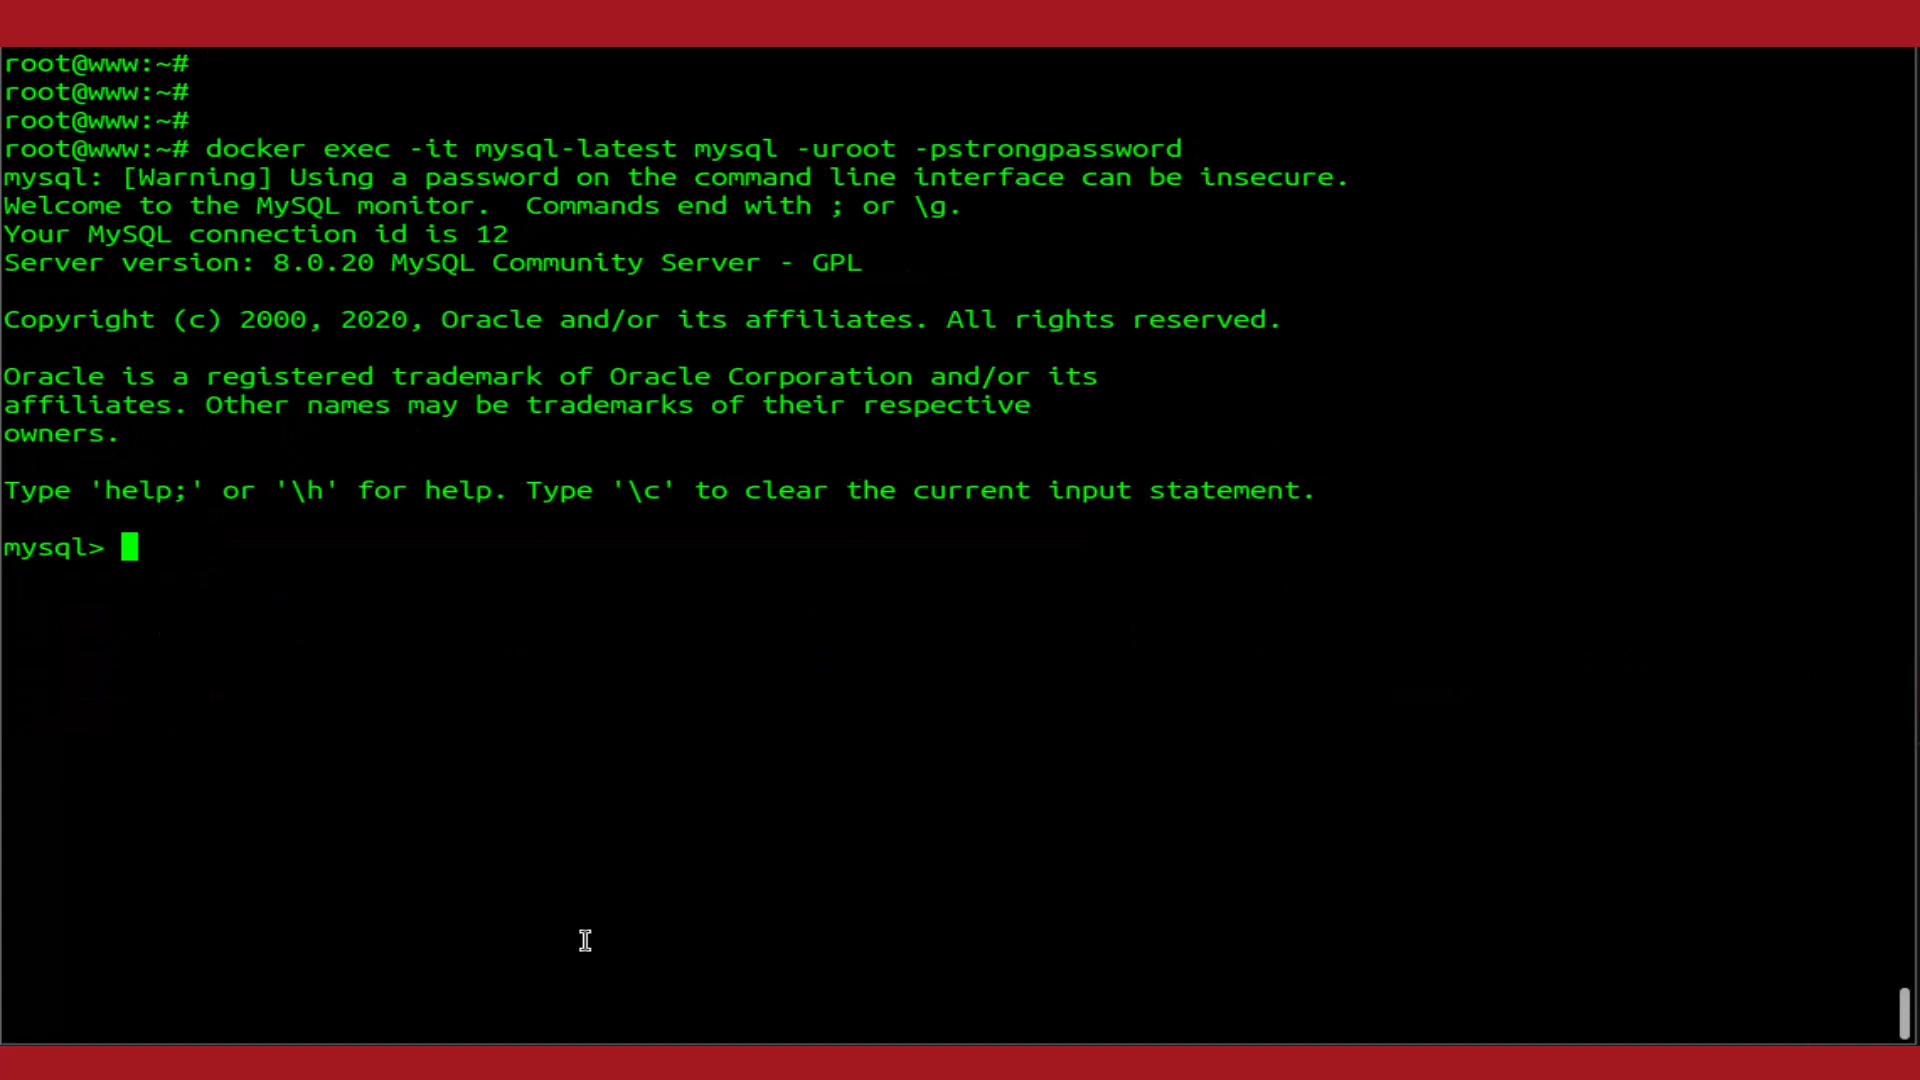 root@www:~#
root@www:~#
root@www:~#
root@www:~# docker exec -it mysql-latest mysql -uroot -pstrongpassword
mysql: [Warning] Using a password on the command line interface can be insecure.
Welcome to the MySQL monitor.  Commands end with ; or \g.
Your MySQL connection id is 12
Server version: 8.0.20 MySQL Community Server - GPL

Copyright (c) 2000, 2020, Oracle and/or its affiliates. All rights reserved.

Oracle is a registered trademark of Oracle Corporation and/or its
affiliates. Other names may be trademarks of their respective
owners.

Type 'help;' or '\h' for help. Type '\c' to clear the current input statement.

mysql>